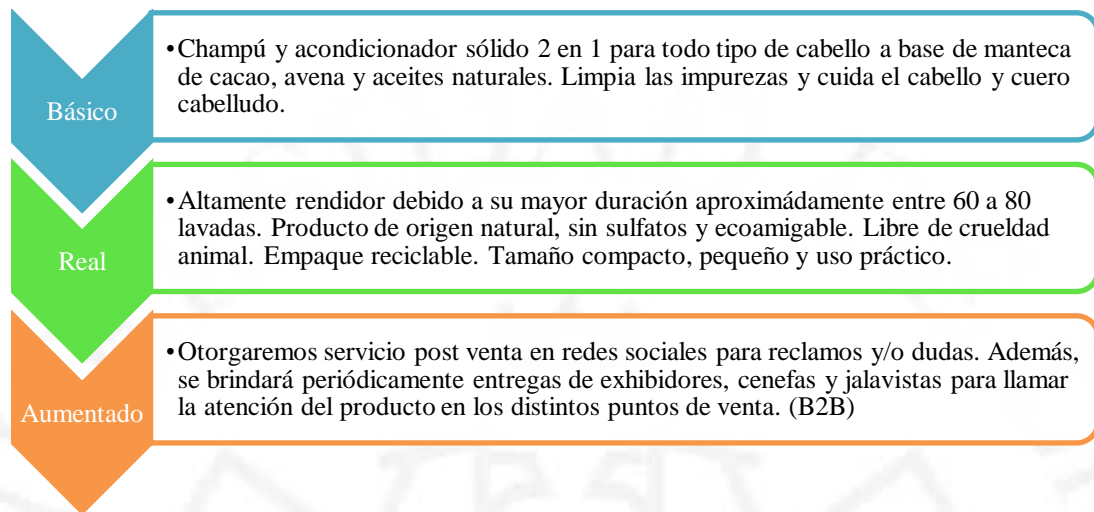 Básico
•Champú y acondicionador sólido 2 en 1 para todo tipo de cabello a base de manteca
de cacao, avena y aceites naturales. Limpia las impurezas y cuida el cabello y cuero
cabelludo.
Real
•Altamente rendidor debido a su mayor duración aproximádamente entre 60 a 80
lavadas. Producto de origen natural, sin sulfatos y ecoamigable. Libre de crueldad
animal. Empaque reciclable. Tamaño compacto, pequeño y uso práctico.
Aumentado
•Otorgaremos servicio post venta en redes sociales para reclamos y/o dudas. Además,
se brindará periódicamente entregas de exhibidores, cenefas y jalavistas para llamar
la atención del producto en los distintos puntos de venta. (B2B)